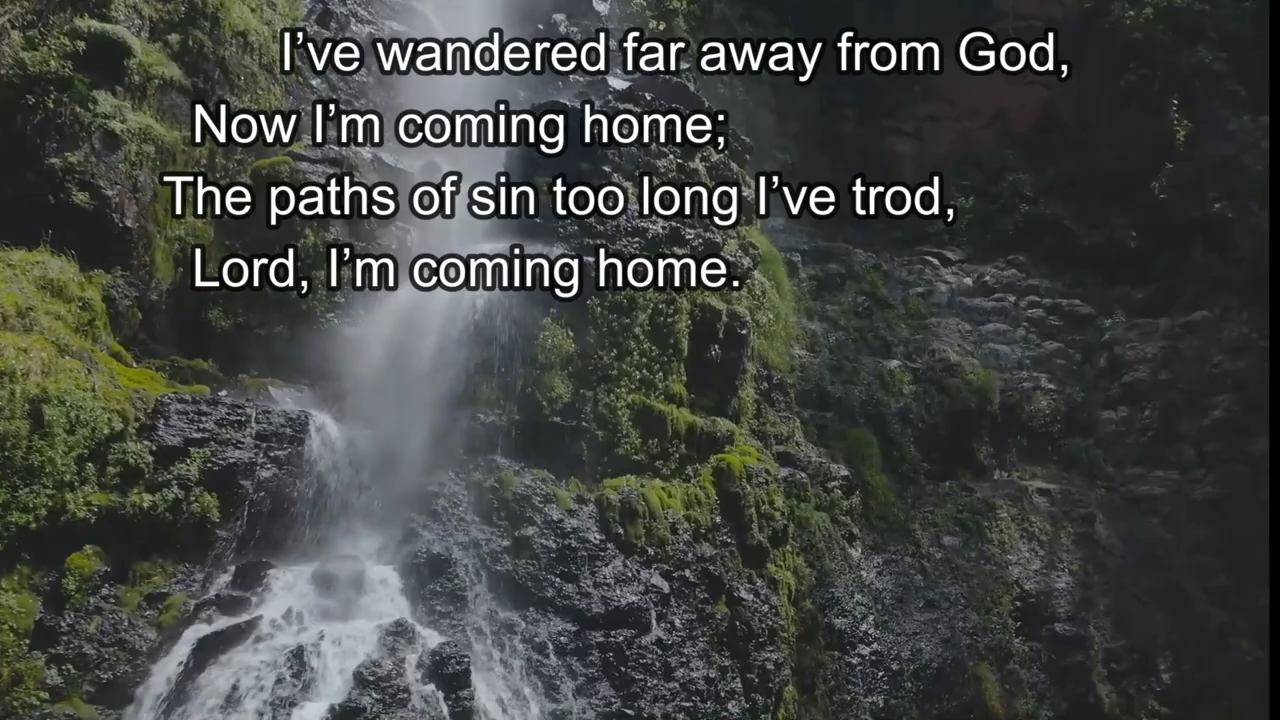 I’ve wandered far away from God,
Now I’m coming home;
The paths of sin too long I’ve trod,
Lord, I’m coming home.